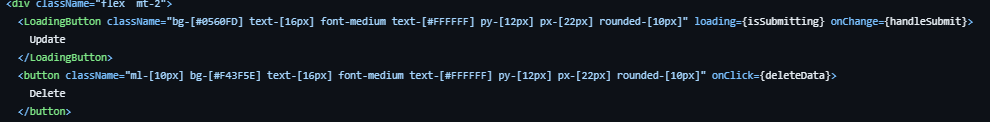 <div className="flex  mt-2">
<LoadingButton className="bg-[#0560FD] text-[16px] font-medium text-[#FFFFFF] py-[12px] px-[22px] rounded-[10px]" loading={isSubmitting} onChange={handleSubmit}>
Update
</LoadingButton>
<button className="ml-[10px] bg-[#F43F5E] text-[16px] font-medium text-[#FFFFFF] py-[12px] px-[22px] rounded-[10px]" onClick={deleteData}>
Delete
</button>